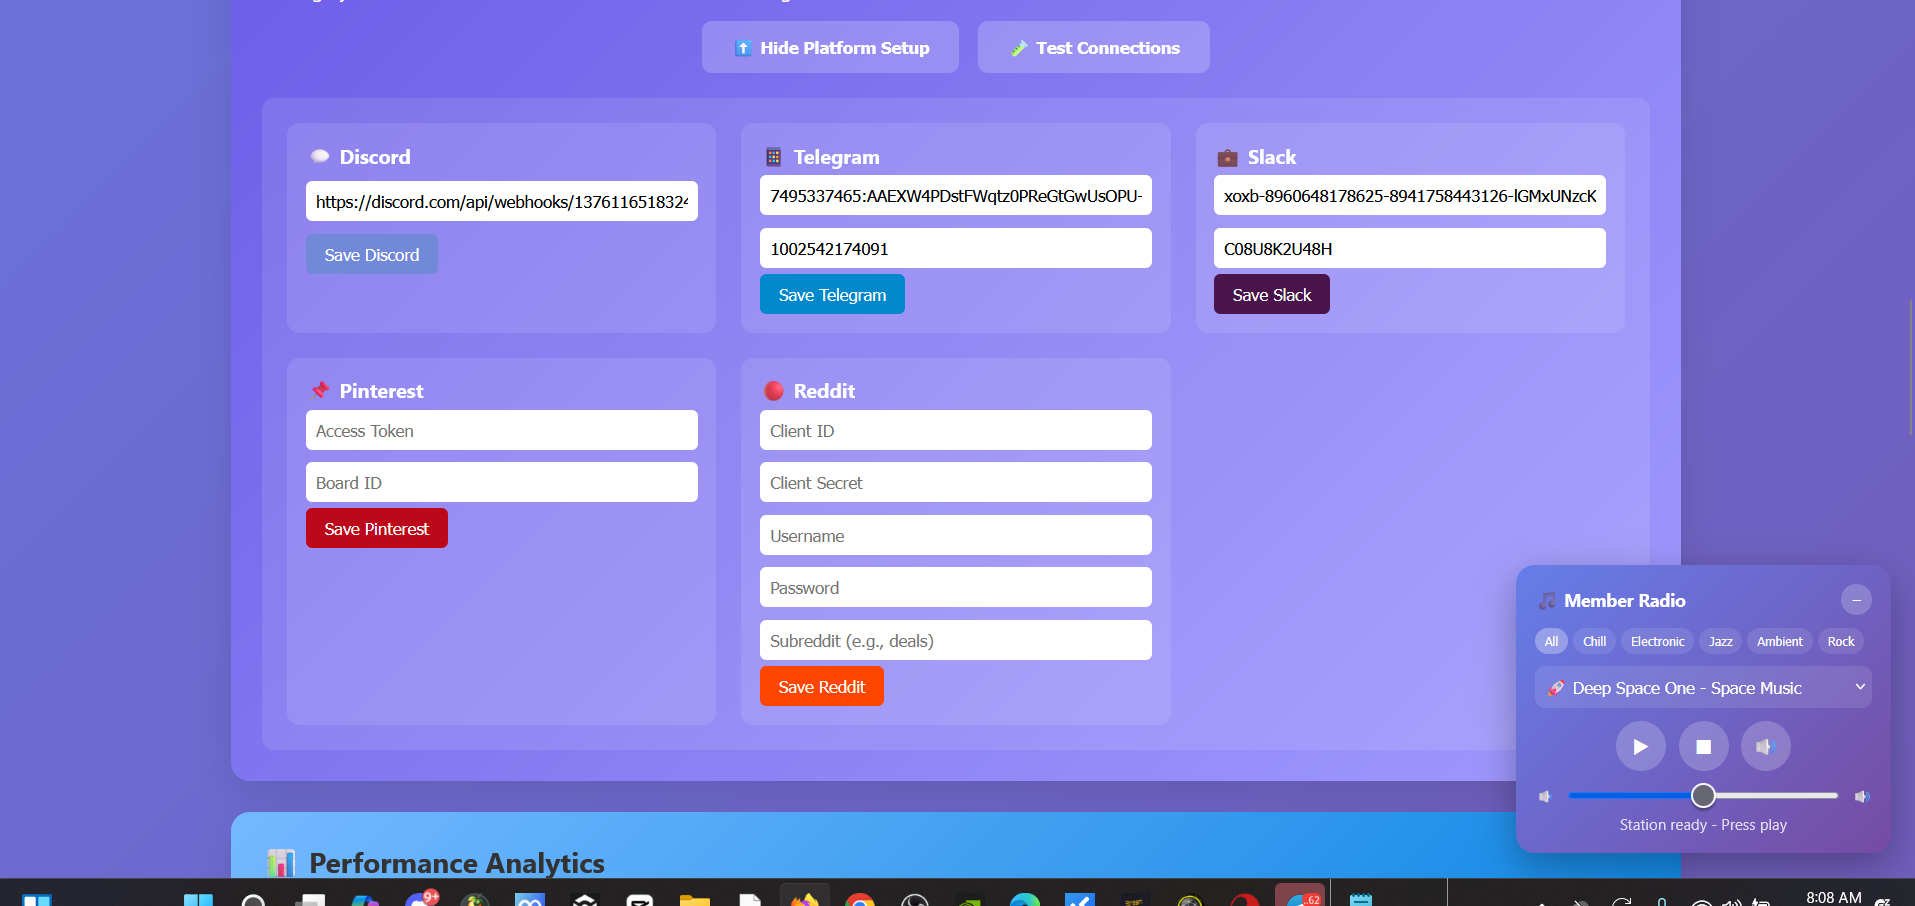 Hide Platform Setup
Test Connections
Discord
https://discord.com/api/webhooks/1376116518324
Save Discord
Telegram
7495337465:AAEXW4PDstFWqtz0PReGtGwUsOPU-
1002542174091
Save Telegram
Slack
xoxb-8960648178625-8941758443126-lGMxUNzcK
C08U8K2U48H
Save Slack
Pinterest
Access Token
Board ID
Save Pinterest
Reddit
Client ID
Client Secret
Username
Password
Subreddit (e.g., deals)
Save Reddit
Member Radio
All Chill Electronic Jazz Ambient Rock
Deep Space One - Space Music
Station ready - Press play
Performance Analytics
9+
..62
8:08 AM